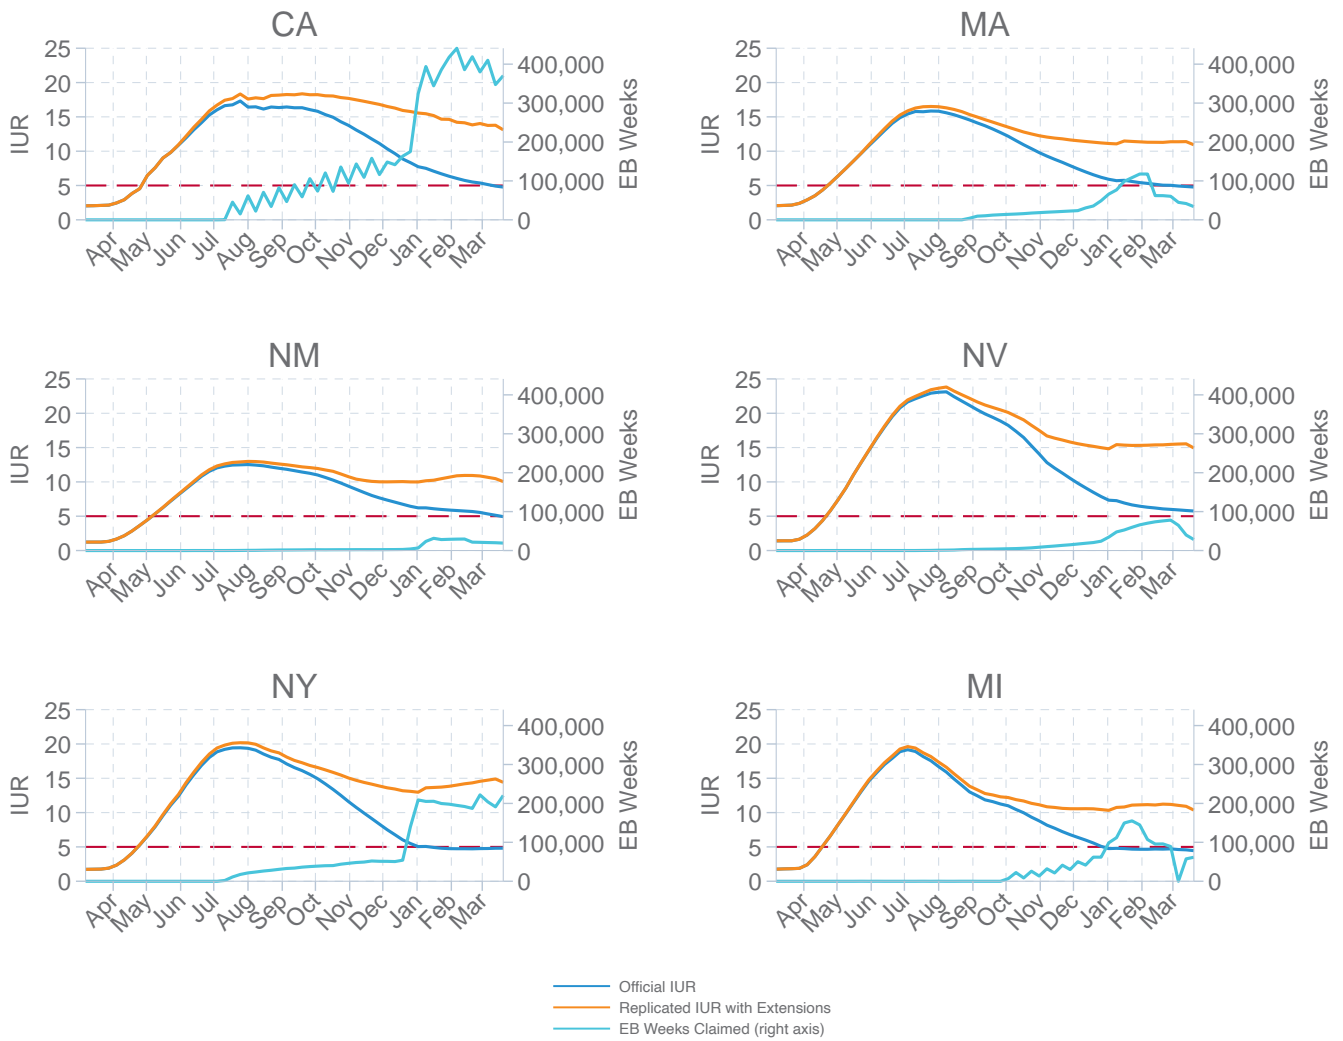 CA
25
20
15
10
5
0
IUR
400,000
300,000
200,000
100,000
0
EB Weeks
Apr May Jun Jul Aug Sep Oct Nov Dec Jan Feb Mar
MA
25
20
15
10
5
0
IUR
400,000
300,000
200,000
100,000
0
EB Weeks
Apr May Jun Jul Aug Sep Oct Nov Dec Jan Feb Mar
NM
25
20
15
10
5
0
IUR
400,000
300,000
200,000
100,000
0
EB Weeks
Apr May Jun Jul Aug Sep Oct Nov Dec Jan Feb Mar
NV
25
20
15
10
5
0
IUR
400,000
300,000
200,000
100,000
0
EB Weeks
Apr May Jun Jul Aug Sep Oct Nov Dec Jan Feb Mar
NY
25
20
15
10
5
0
IUR
400,000
300,000
200,000
100,000
0
EB Weeks
Apr May Jun Jul Aug Sep Oct Nov Dec Jan Feb Mar
MI
25
20
15
10
5
0
IUR
400,000
300,000
200,000
100,000
0
EB Weeks
Apr May Jun Jul Aug Sep Oct Nov Dec Jan Feb Mar
Official IUR
Replicated IUR with Extensions
EB Weeks Claimed (right axis)